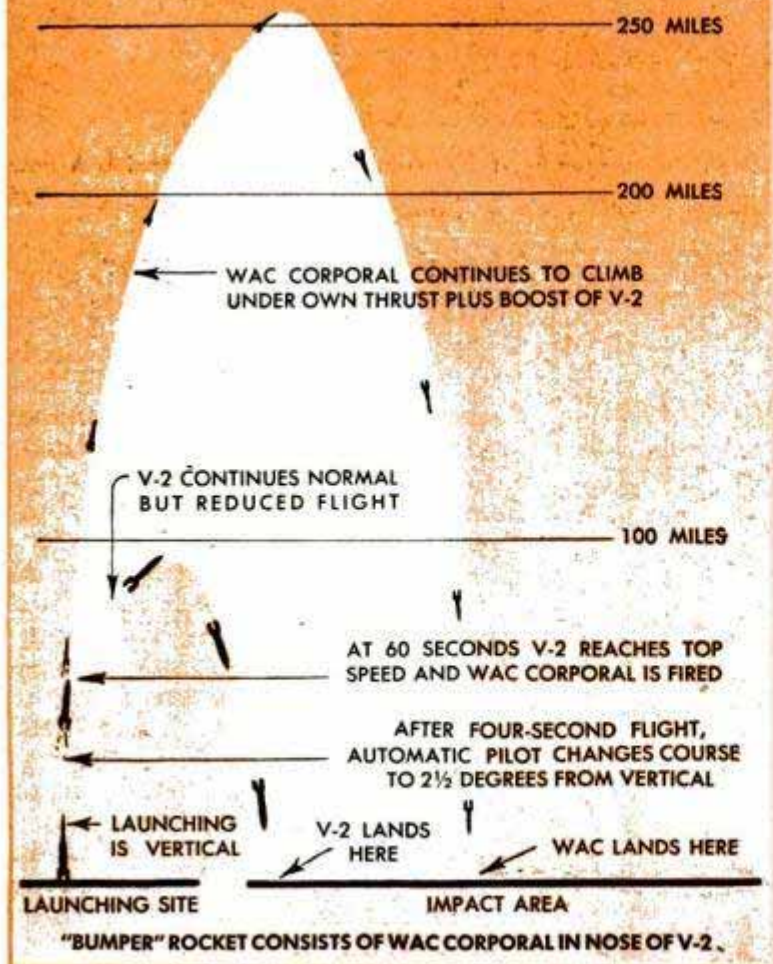 250 MILES
200 MILES
WAC CORPORAL CONTINUES TO CLIMB
UNDER OWN THRUST PLUS BOOST OF V-2
V-2 CONTINUES NORMAL
BUT REDUCED FLIGHT
100 MILES
AT 60 SECONDS V-2 REACHES TOP
SPEED AND WAC CORPORAL IS FIRED
AFTER FOUR-SECOND FLIGHT,
AUTOMATIC PILOT CHANGES COURSE
TO 2½ DEGREES FROM VERTICAL
LAUNCHING
IS VERTICAL
V-2 LANDS
HERE
WAC LANDS HERE
LAUNCHING SITE
IMPACT AREA
"BUMPER" ROCKET CONSISTS OF WAC CORPORAL IN NOSE OF V-2